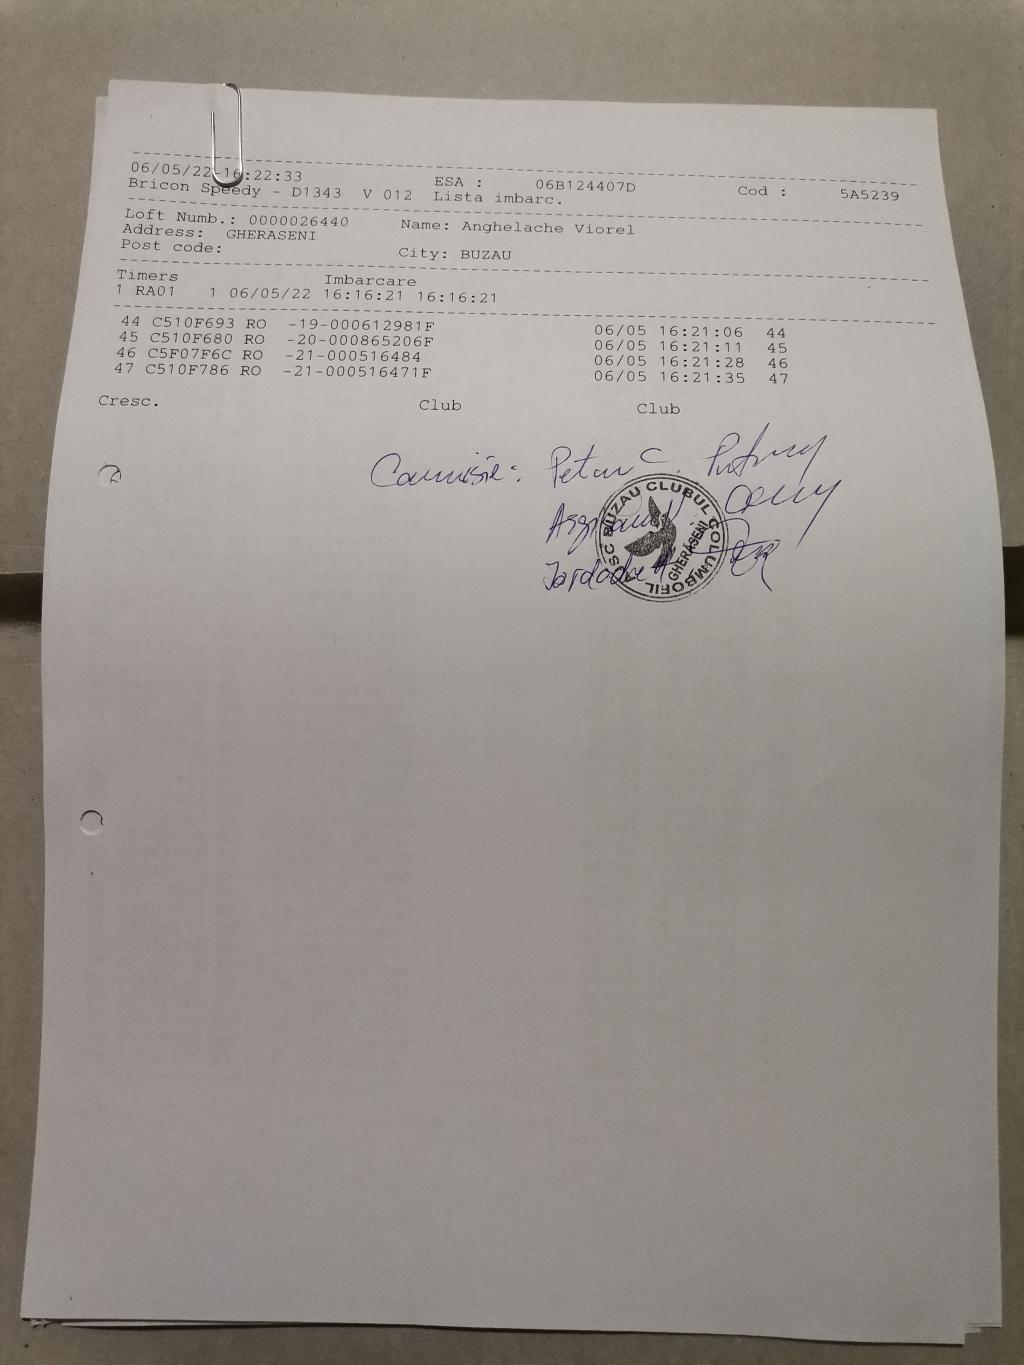 06/05/22 16:22:33 ESA : 06B124407D Cod : 5A5239
Bricon Speedy - D1343 V 012 Lista imbarc.
Loft Numb.: 0000026440 Name: Anghelache Viorel
Address: GHERASENI
Post code: City: BUZAU
Timers Imbarcare
1 RA01 1 06/05/22 16:16:21 16:16:21
44 C510F693 RO -19-000612981F 06/05 16:21:06 44
45 C510F680 RO -20-000865206F 06/05 16:21:11 45
46 C5F07F6C RO -21-000516484 06/05 16:21:28 46
47 C510F786 RO -21-000516471F 06/05 16:21:35 47
Cresc. Club Club
Comisie: Petcu C.
ASC BUZAU CLUBUL COLUMBOFIL
GHERĂSENI